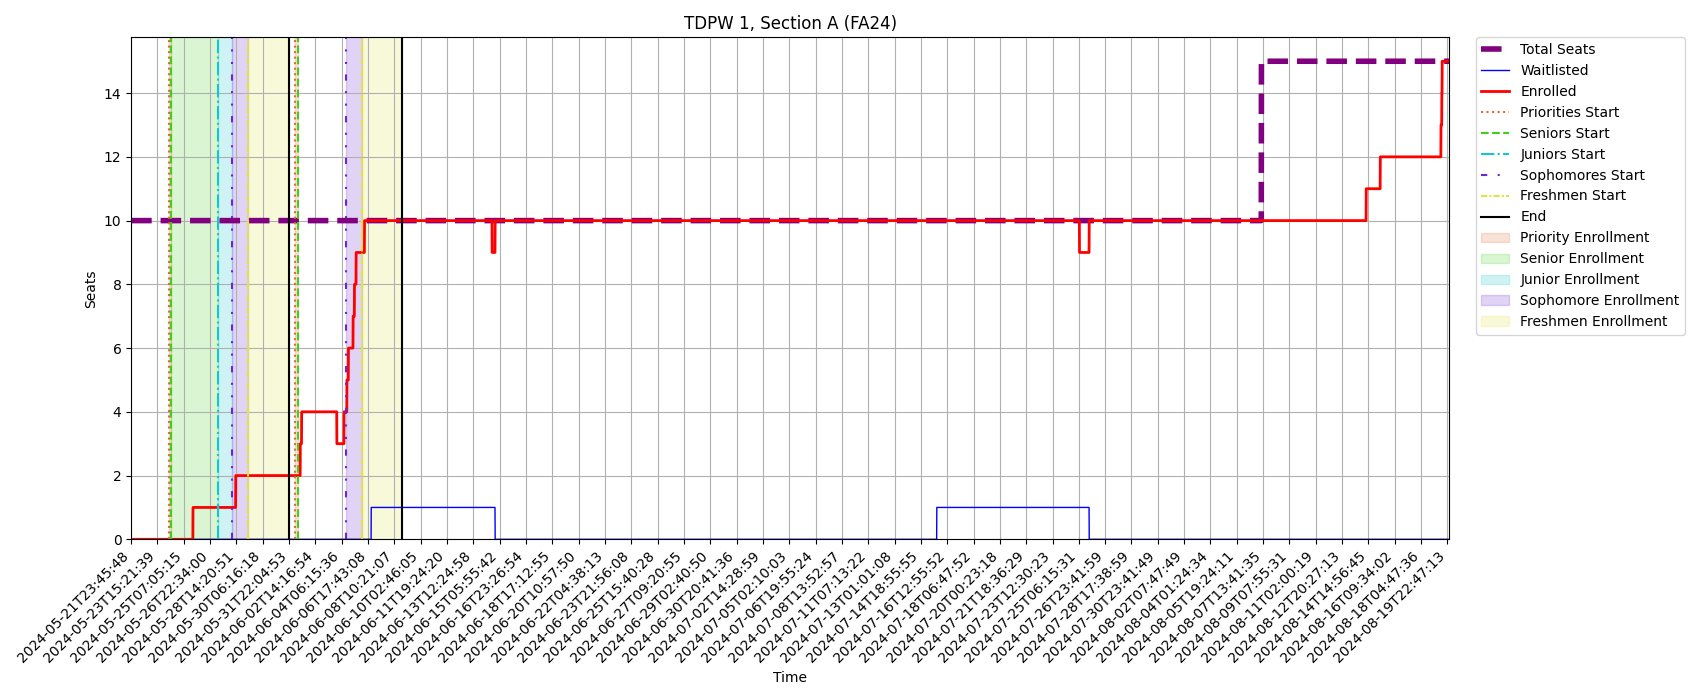 TDPW 1, Section A (FA24)
Total Seats
Waitlisted
Enrolled
Priorities Start
Seniors Start
Juniors Start
Sophomores Start
Freshmen Start
End
Priority Enrollment
Senior Enrollment
Junior Enrollment
Sophomore Enrollment
Freshmen Enrollment
Seats
14
12
10
8
6
4
2
0
2024-05-21T23:45:48
2024-05-23T15:21:39
2024-05-25T07:05:15
2024-05-26T22:34:00
2024-05-28T14:20:51
2024-05-30T06:16:18
2024-05-31T22:04:53
2024-06-02T14:16:54
2024-06-04T06:15:36
2024-06-06T17:43:08
2024-06-08T10:21:07
2024-06-10T02:46:05
2024-06-11T19:24:20
2024-06-13T12:24:58
2024-06-15T05:55:42
2024-06-16T23:26:54
2024-06-18T17:12:55
2024-06-20T10:57:50
2024-06-22T04:38:13
2024-06-23T21:56:08
2024-06-25T15:40:28
2024-06-27T09:20:55
2024-06-29T02:40:50
2024-06-30T20:41:36
2024-07-02T14:28:59
2024-07-05T02:10:03
2024-07-06T19:55:24
2024-07-08T13:52:57
2024-07-11T07:13:22
2024-07-13T01:01:08
2024-07-14T18:55:55
2024-07-16T12:55:52
2024-07-18T06:47:52
2024-07-20T00:23:18
2024-07-21T18:36:29
2024-07-23T12:30:23
2024-07-25T06:15:31
2024-07-26T23:41:59
2024-07-28T17:38:59
2024-07-30T23:41:49
2024-08-02T07:47:49
2024-08-04T01:24:34
2024-08-05T19:24:11
2024-08-07T13:41:35
2024-08-09T07:55:31
2024-08-11T02:00:19
2024-08-12T20:27:13
2024-08-14T14:56:45
2024-08-16T09:34:02
2024-08-18T04:47:36
2024-08-19T22:47:13
Time